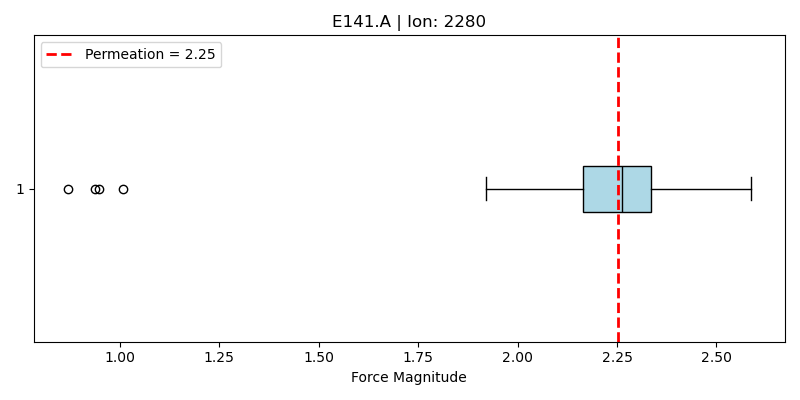 E141.A | Ion: 2280
Permeation = 2.25
1
1.00 1.25 1.50 1.75 2.00 2.25 2.50
Force Magnitude